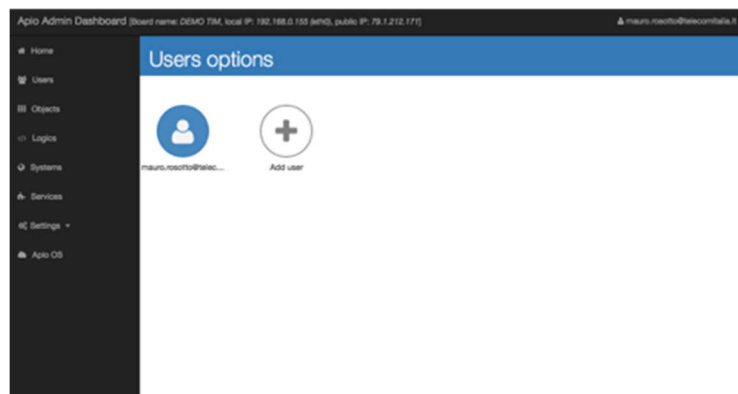 Apio Admin Dashboard [Board name: DEMO TIM, local IP: 192.168.0.155 (eth0), public IP: 79.1.212.171]
mauro.rosotto@telecomitalia.it
Home
Users
Objects
Logics
Systems
Services
Settings
Apio OS
Users options
mauro.rosotto@telec...
Add user